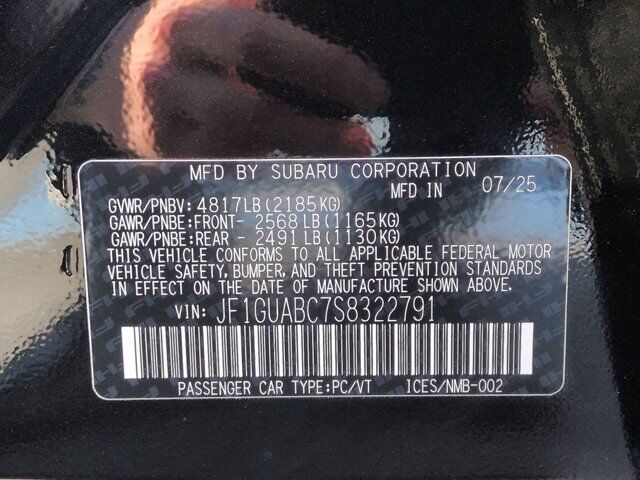 MFD BY SUBARU CORPORATION
MFD IN 07/25
GVWR/PNBV: 4817LB(2185KG)
GAWR/PNBE:FRONT- 2568LB(1165KG)
GAWR/PNBE:REAR - 2491LB(1130KG)
THIS VEHICLE CONFORMS TO ALL APPLICABLE FEDERAL MOTOR
VEHICLE SAFETY, BUMPER, AND THEFT PREVENTION STANDARDS
IN EFFECT ON THE DATE OF MANUFACTURE SHOWN ABOVE.
VIN: JF1GUABC7S8322791
PASSENGER CAR TYPE:PC/VT ICES/NMB-002